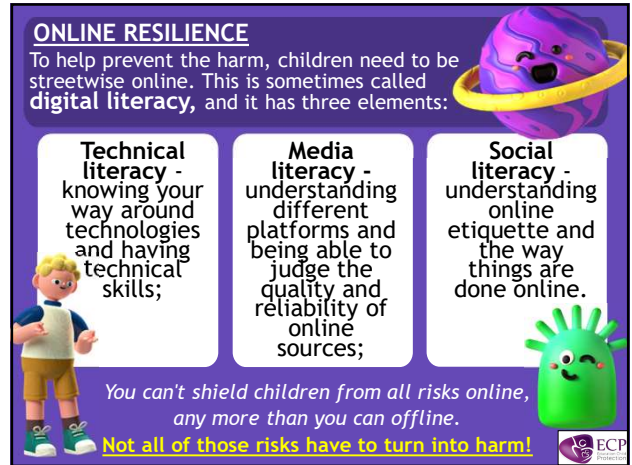 ONLINE RESILIENCE
To help prevent the harm, children need to be
streetwise online. This is sometimes called
digital literacy, and it has three elements:
Technical
literacy -
knowing your
way around
technologies
and having
technical
skills;
Media
literacy -
understanding
different
platforms and
being able to
judge the
quality and
reliability of
online
sources;
Social
literacy -
understanding
online
etiquette and
the way
things are
done online.
You can't shield children from all risks online,
any more than you can offline.
Not all of those risks have to turn into harm!
ECP
Protection